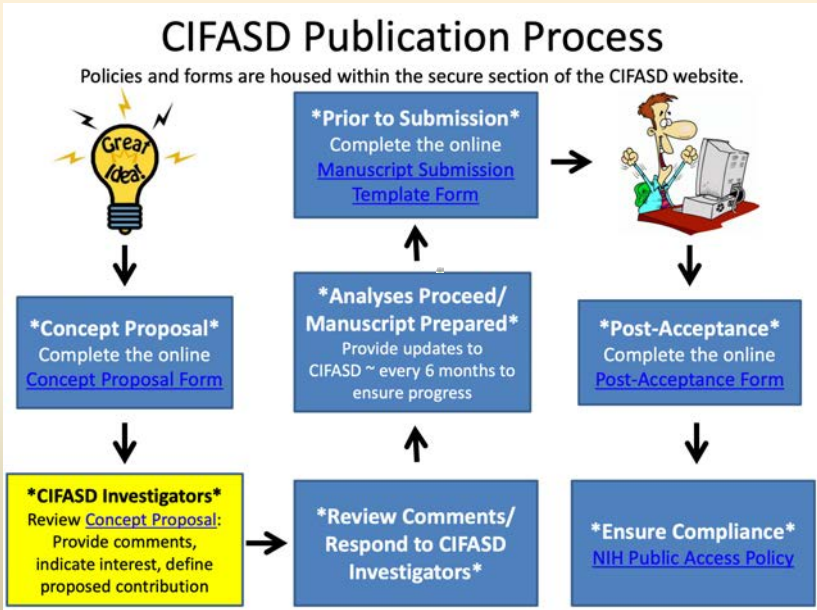 CIFASD Publication Process
Policies and forms are housed within the secure section of the CIFASD website.
Great
Idea!
*Concept Proposal*
Complete the online
Concept Proposal Form
*CIFASD Investigators*
Review Concept Proposal:
Provide comments,
indicate interest, define
proposed contribution
*Review Comments/
Respond to CIFASD
Investigators*
*Analyses Proceed/
Manuscript Prepared*
Provide updates to
CIFASD ~ every 6 months to
ensure progress
*Prior to Submission*
Complete the online
Manuscript Submission
Template Form
*Post-Acceptance*
Complete the online
Post-Acceptance Form
*Ensure Compliance*
NIH Public Access Policy